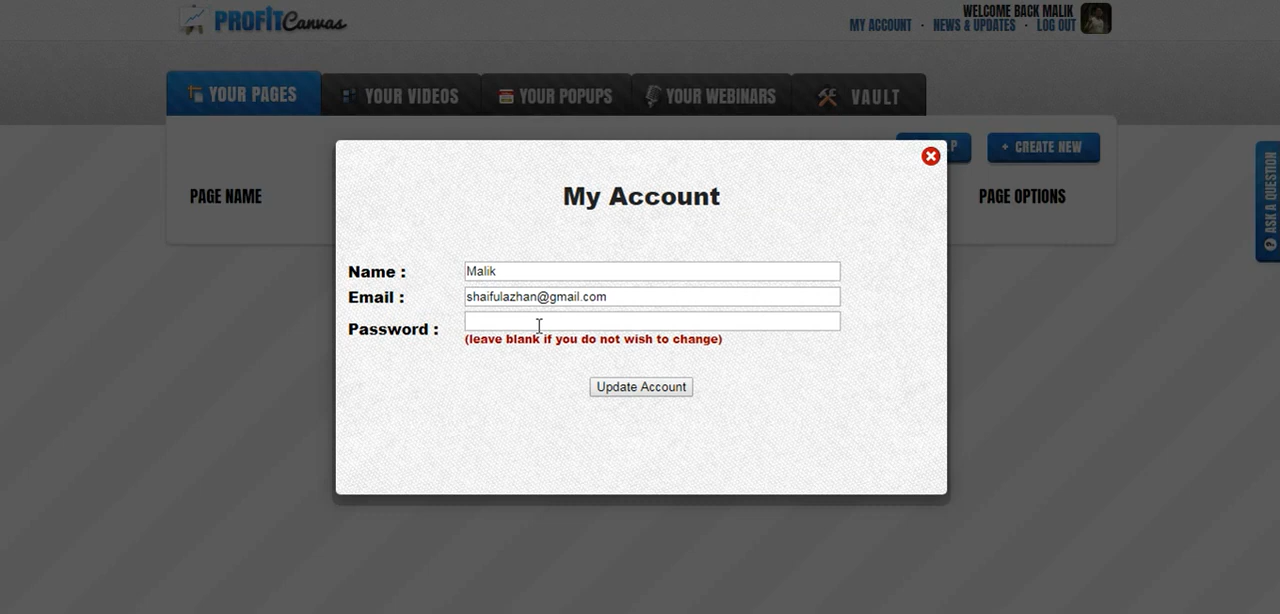 PROFIT Canvas
WELCOME BACK MALIK
MY ACCOUNT · NEWS & UPDATES · LOG OUT
YOUR PAGES
YOUR VIDEOS
YOUR POPUPS
YOUR WEBINARS
VAULT
+ CREATE NEW
PAGE NAME
PAGE OPTIONS
ASK A QUESTION
My Account
Name : Malik
Email : shaifulazhan@gmail.com
Password :
(leave blank if you do not wish to change)
Update Account